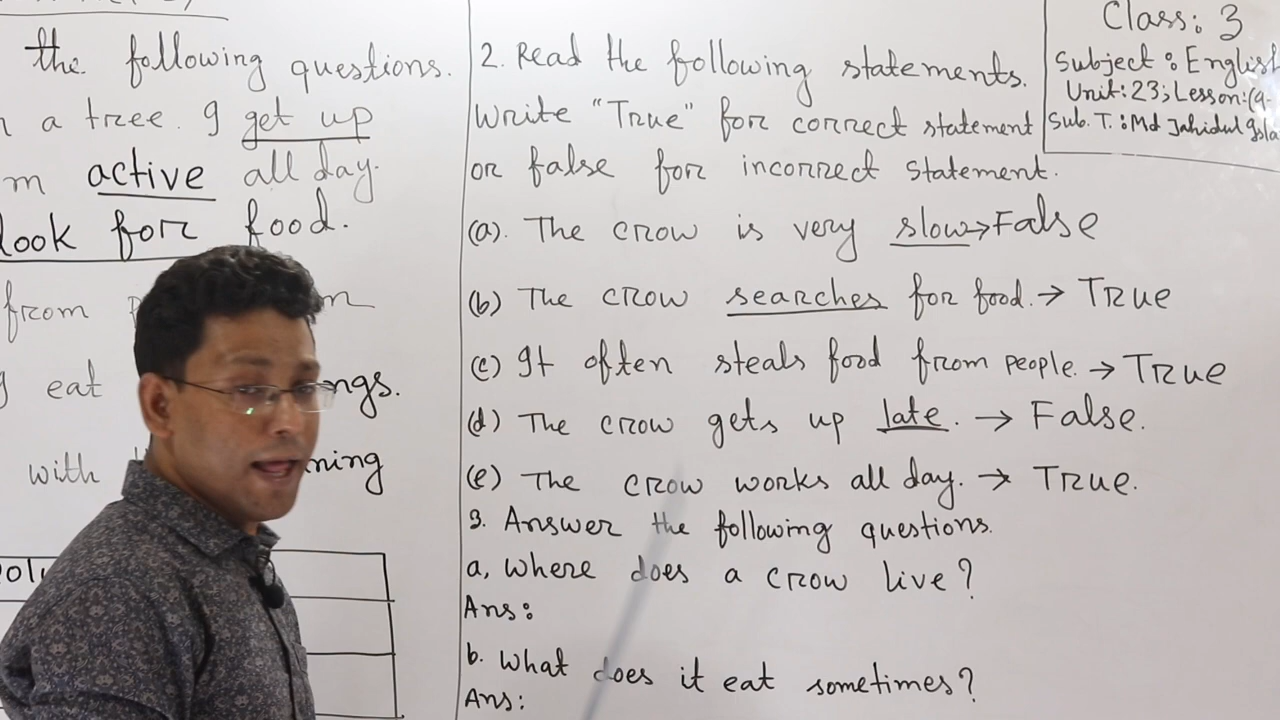 the following questions.
a tree. I get up
m active all day.
look for food.
from
eat ngs.
with ning
2. Read the following statements.
Write "True" for correct statement
or false for incorrect statement.
(a). The crow is very slow → False
(b) The crow searches for food. → True
(c) It often steals food from people. → True
(d) The crow gets up late. → False.
(e) The crow works all day. → True.
3. Answer the following questions.
a, Where does a crow live?
Ans:
b. What does it eat sometimes?
Ans:
Class: 3
Subject: English
Unit: 23; Lesson:(4-
Sub. T.: Md Jahidul Isla